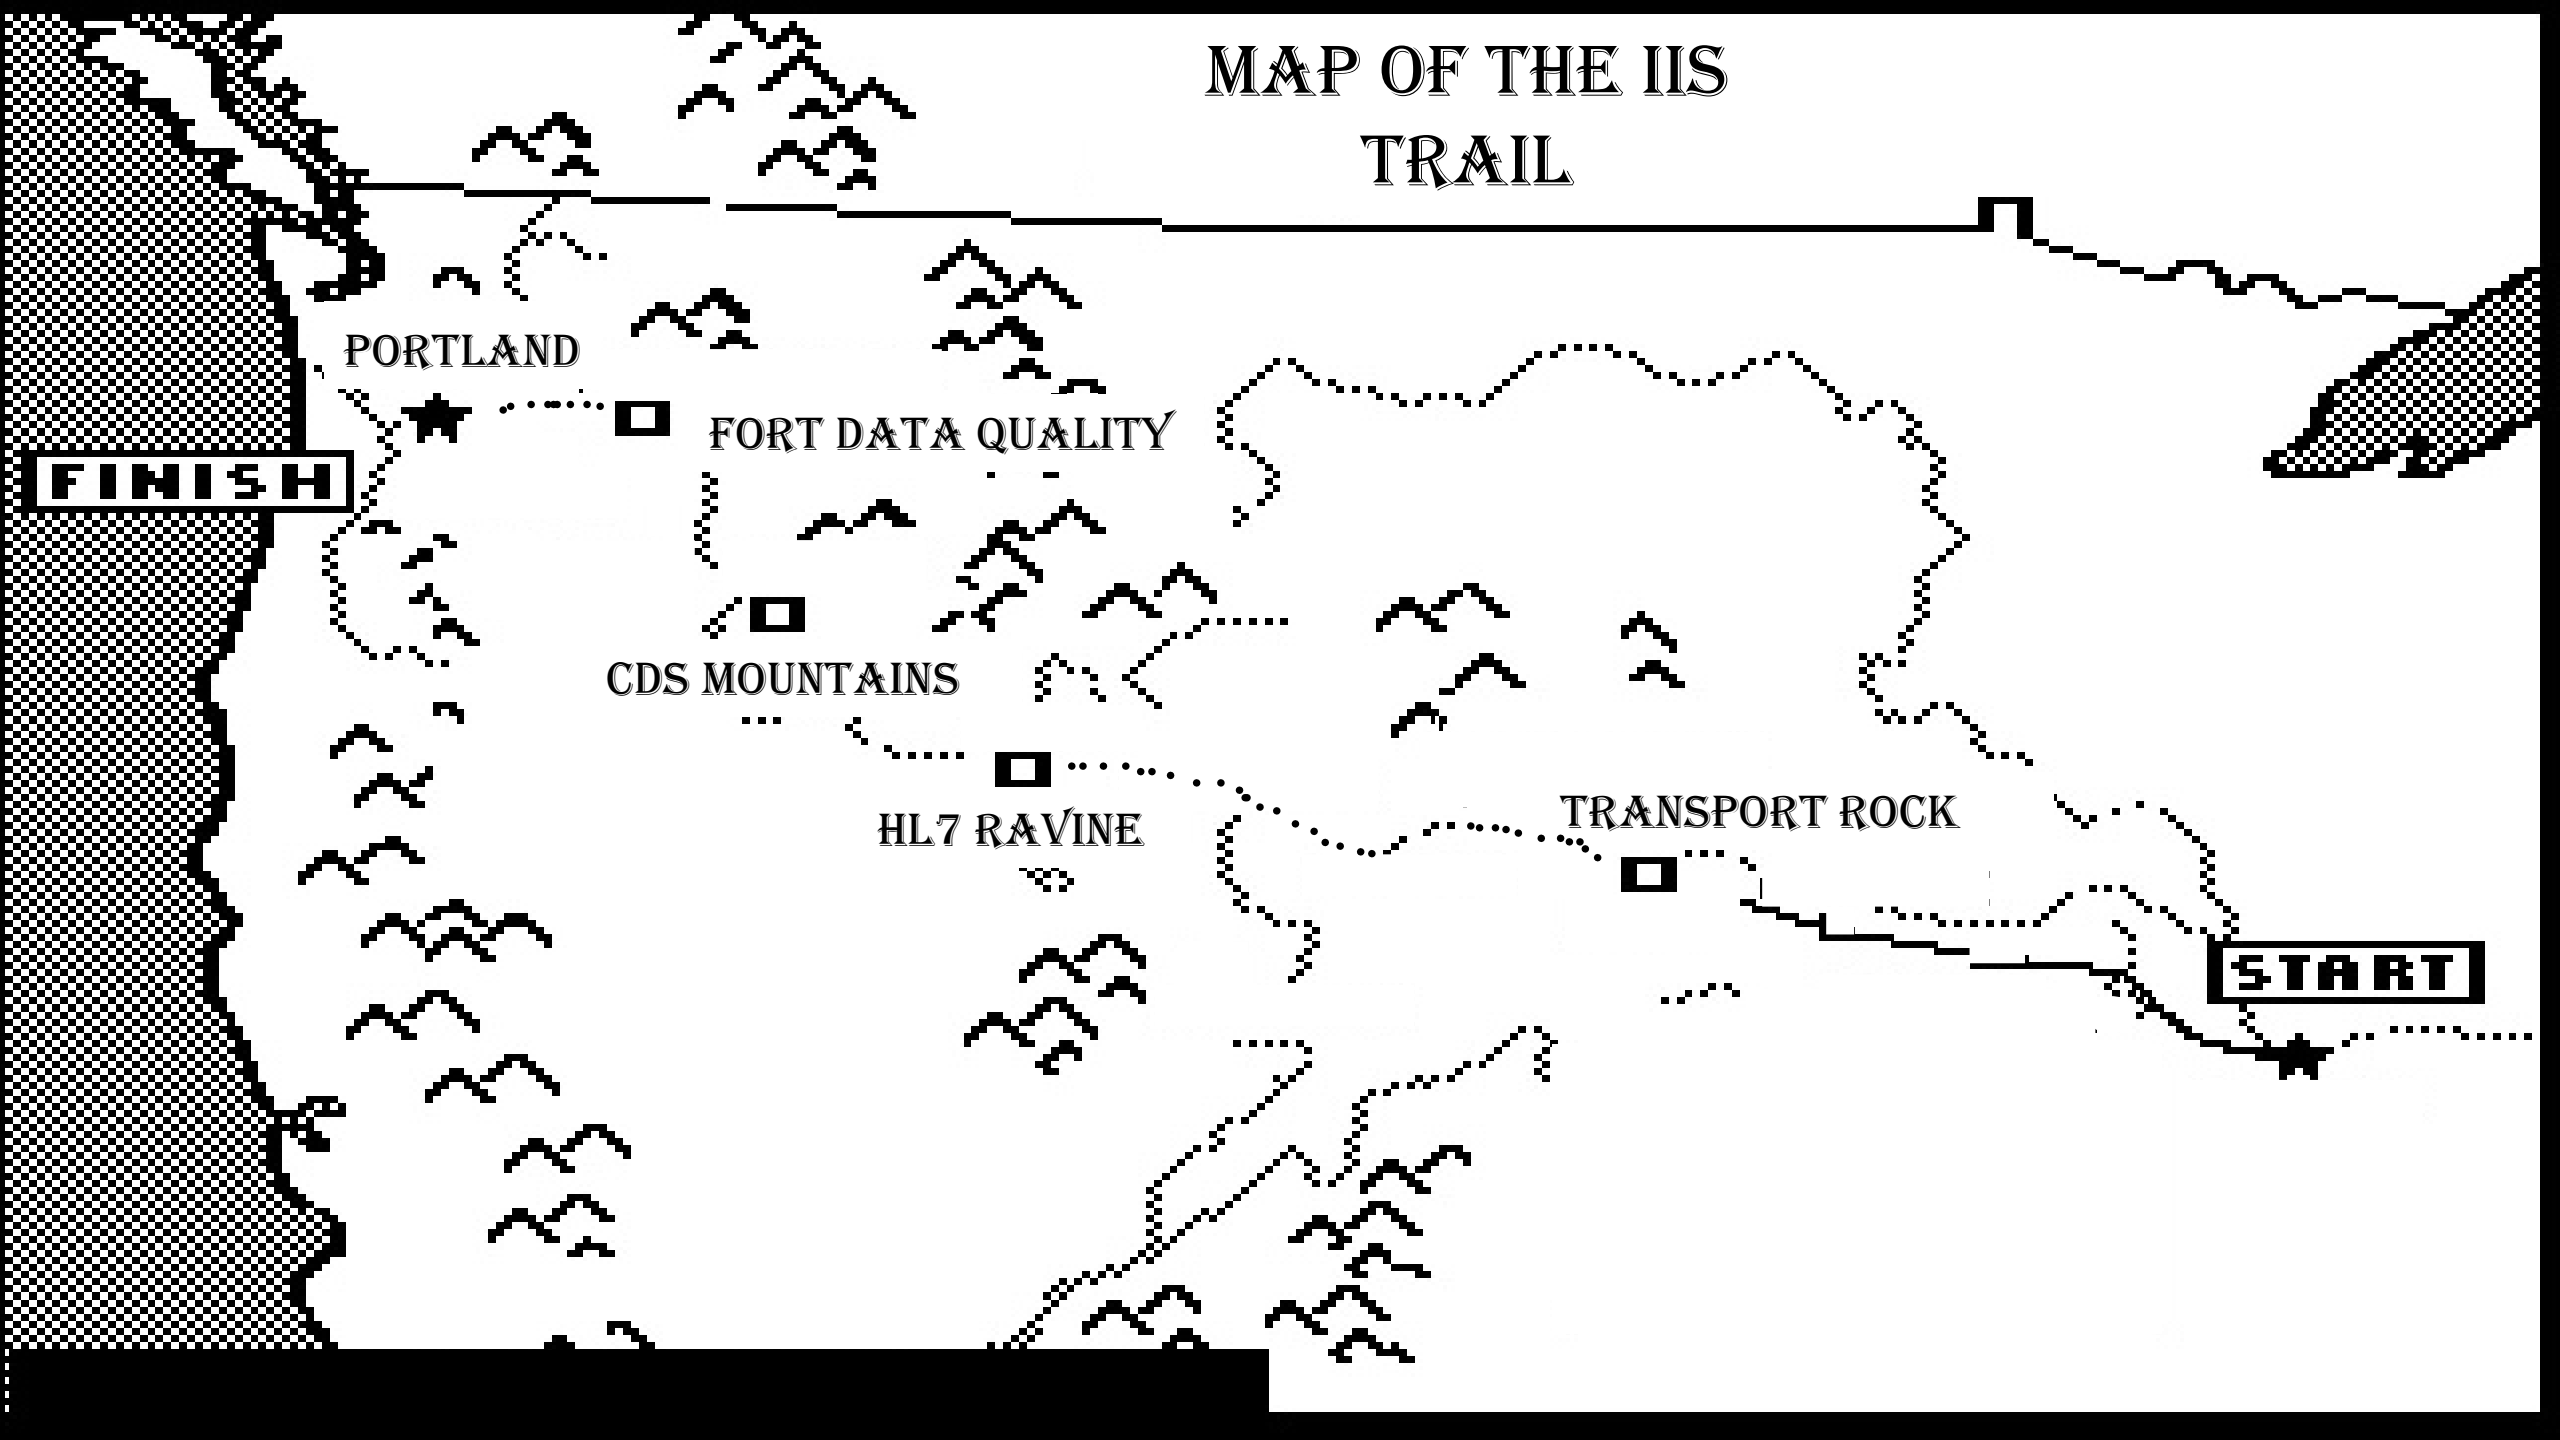 MAP OF THE IIS
TRAIL
PORTLAND
FORT DATA QUALITY
FINISH
CDS MOUNTAINS
HL7 RAVINE
TRANSPORT ROCK
START